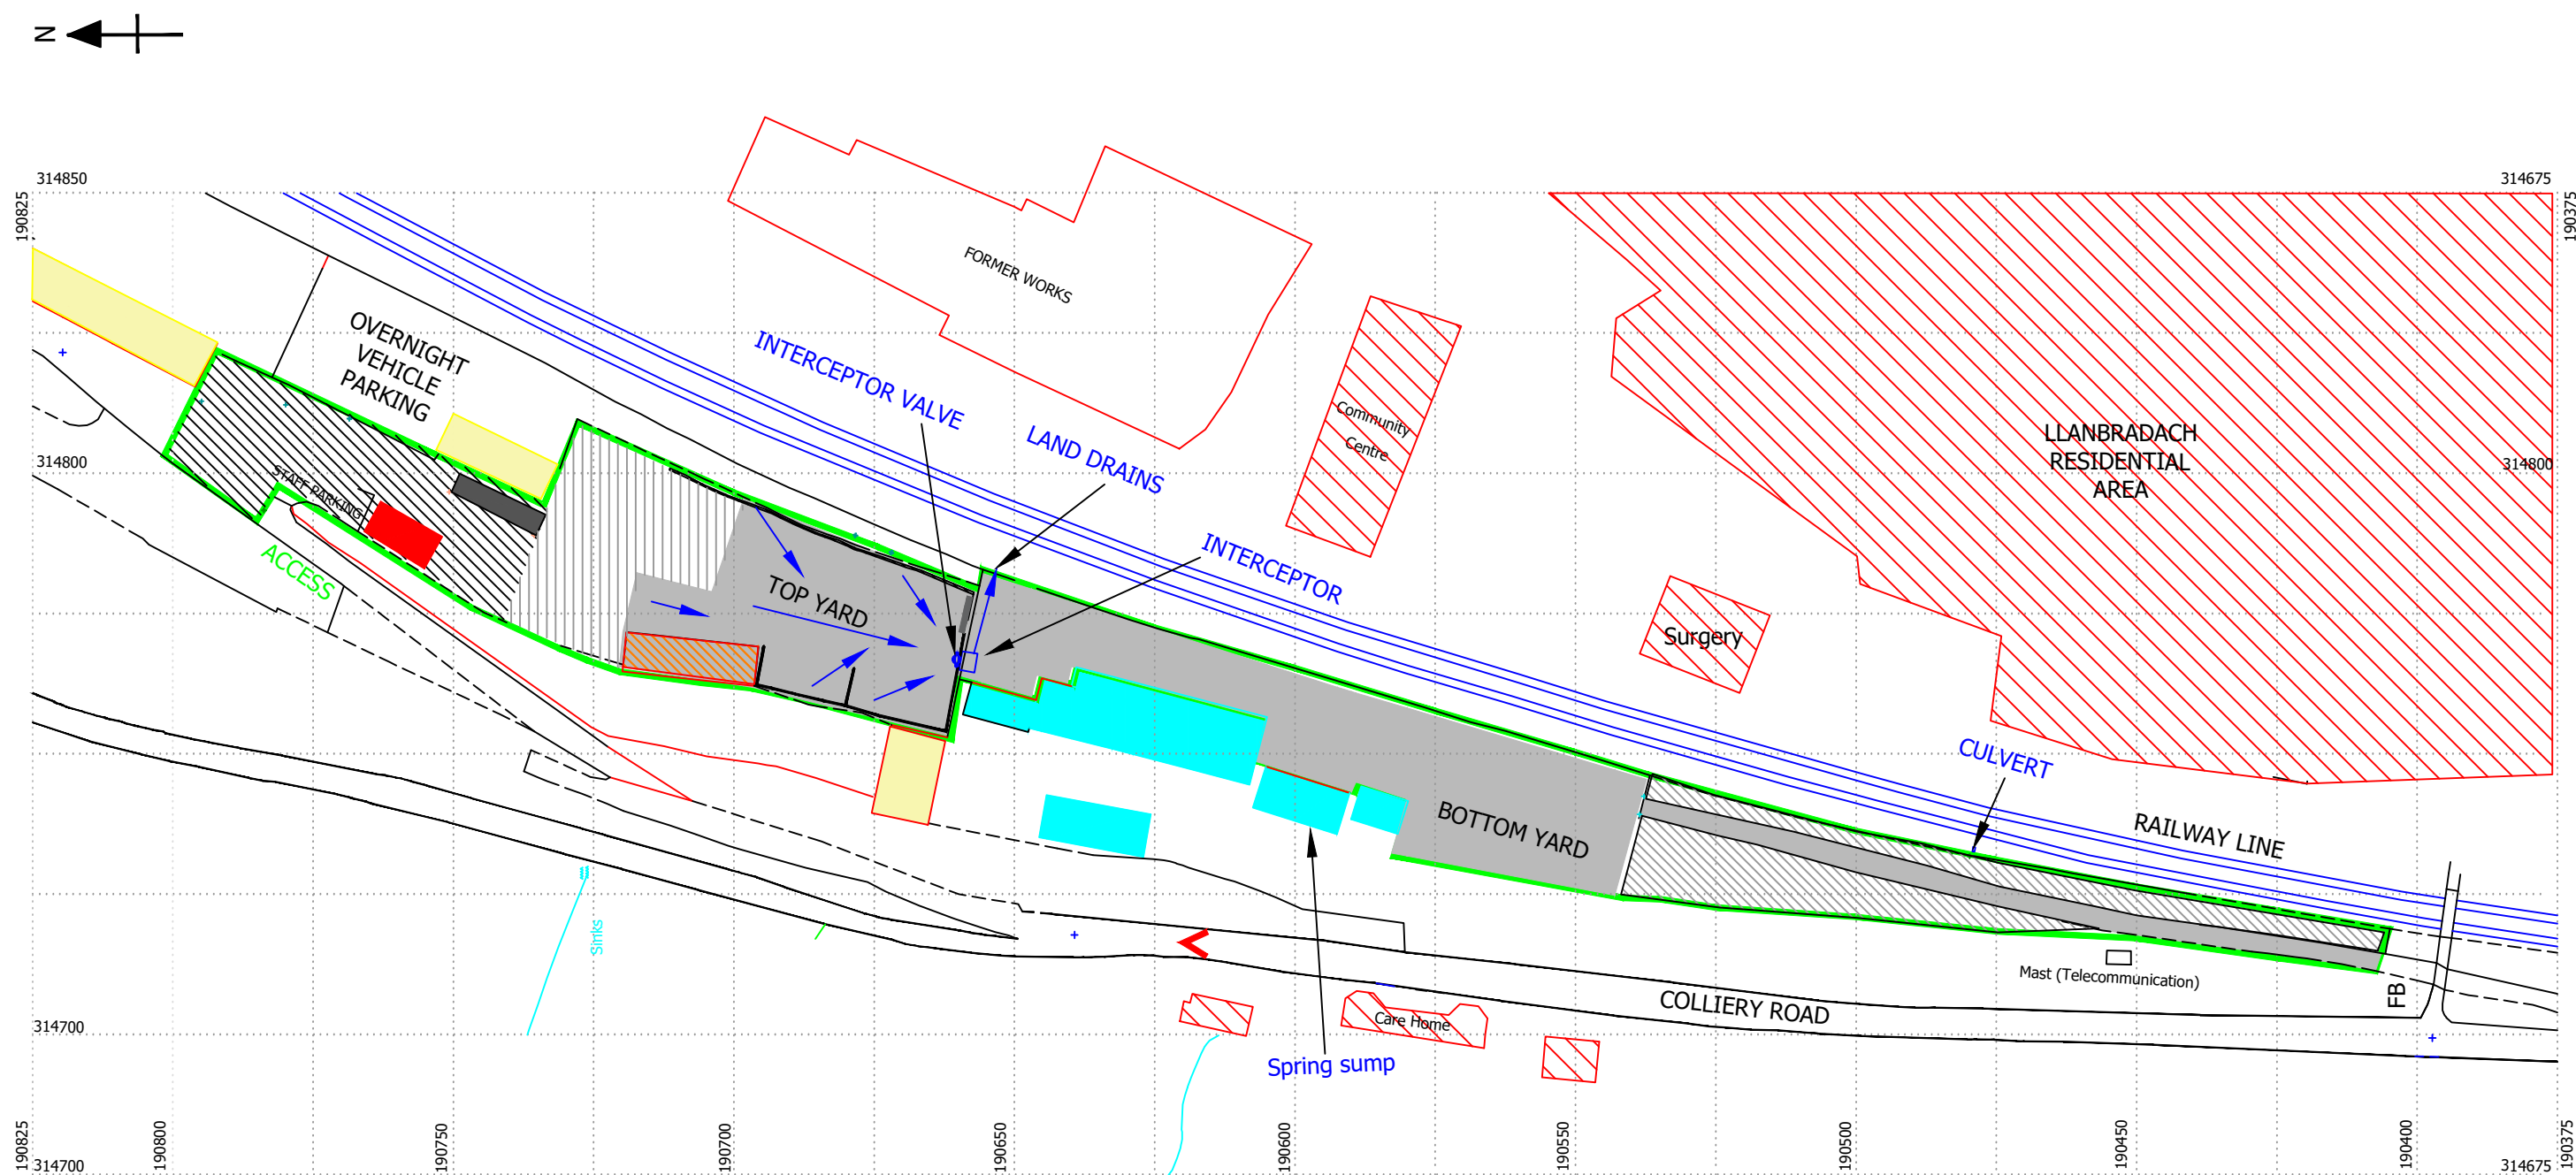 N
314850
314675
190825
190375
FORMER WORKS
OVERNIGHT
VEHICLE
PARKING
INTERCEPTOR VALVE
LAND DRAINS
Community
Centre
LLANBRADACH
RESIDENTIAL
AREA
314800
314800
STAFF PARKING
ACCESS
INTERCEPTOR
TOP YARD
Surgery
CULVERT
RAILWAY LINE
BOTTOM YARD
Sinks
Mast (Telecommunication)
FB
COLLIERY ROAD
Care Home
314700
Spring sump
190825
190800
190750
190700
190650
190600
190550
190500
190450
190400
190375
314700
314675